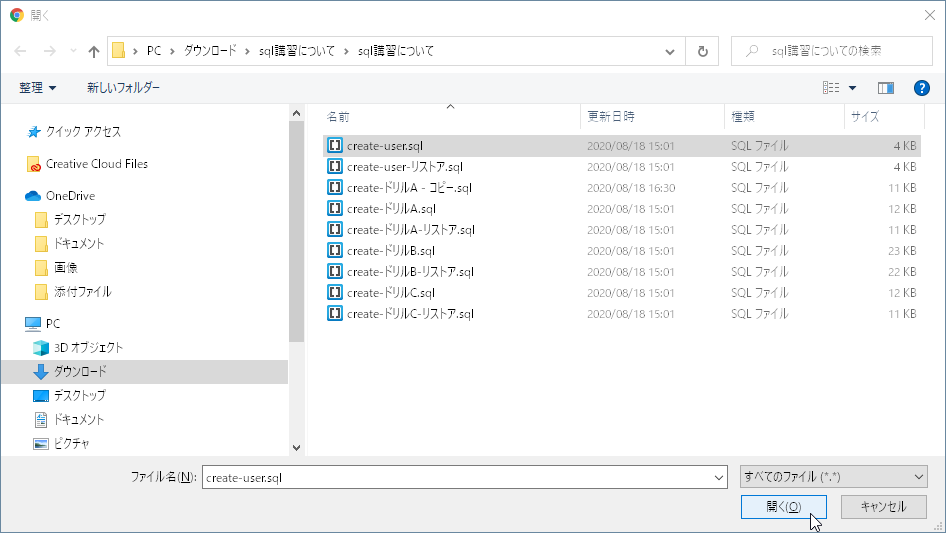 開く
PC > ダウンロード > sql講習について > sql講習について
sql講習についての検索
整理 新しいフォルダー
名前 更新日時 種類 サイズ
クイック アクセス
Creative Cloud Files
OneDrive
デスクトップ
ドキュメント
画像
添付ファイル
PC
3D オブジェクト
ダウンロード
デスクトップ
ドキュメント
ピクチャ
create-user.sql 2020/08/18 15:01 SQL ファイル 4 KB
create-user-リストア.sql 2020/08/18 15:01 SQL ファイル 4 KB
create-ドリルA - コピー.sql 2020/08/18 16:30 SQL ファイル 11 KB
create-ドリルA.sql 2020/08/18 15:01 SQL ファイル 12 KB
create-ドリルA-リストア.sql 2020/08/18 15:01 SQL ファイル 11 KB
create-ドリルB.sql 2020/08/18 15:01 SQL ファイル 23 KB
create-ドリルB-リストア.sql 2020/08/18 15:01 SQL ファイル 22 KB
create-ドリルC.sql 2020/08/18 15:01 SQL ファイル 12 KB
create-ドリルC-リストア.sql 2020/08/18 15:01 SQL ファイル 11 KB
ファイル名(N): create-user.sql すべてのファイル (*.*)
開く(O) キャンセル